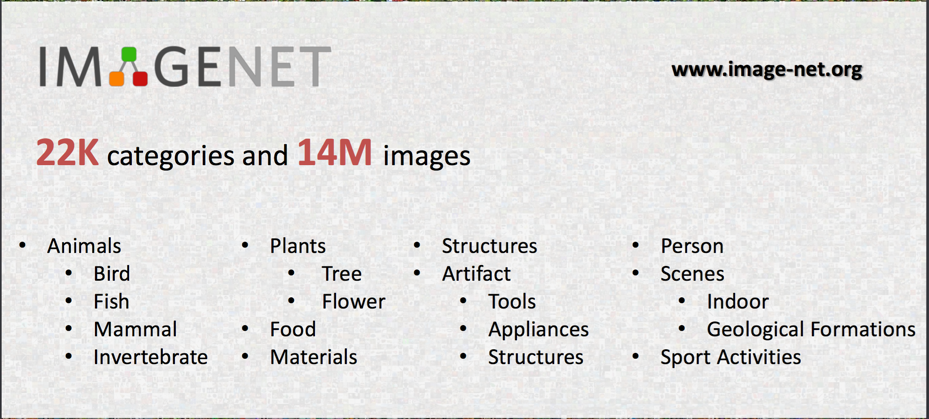 IMAGENET
www.image-net.org
22K categories and 14M images
• Animals
• Bird
• Fish
• Mammal
• Invertebrate
• Plants
• Tree
• Flower
• Food
• Materials
• Structures
• Artifact
• Tools
• Appliances
• Structures
• Person
• Scenes
• Indoor
• Geological Formations
• Sport Activities